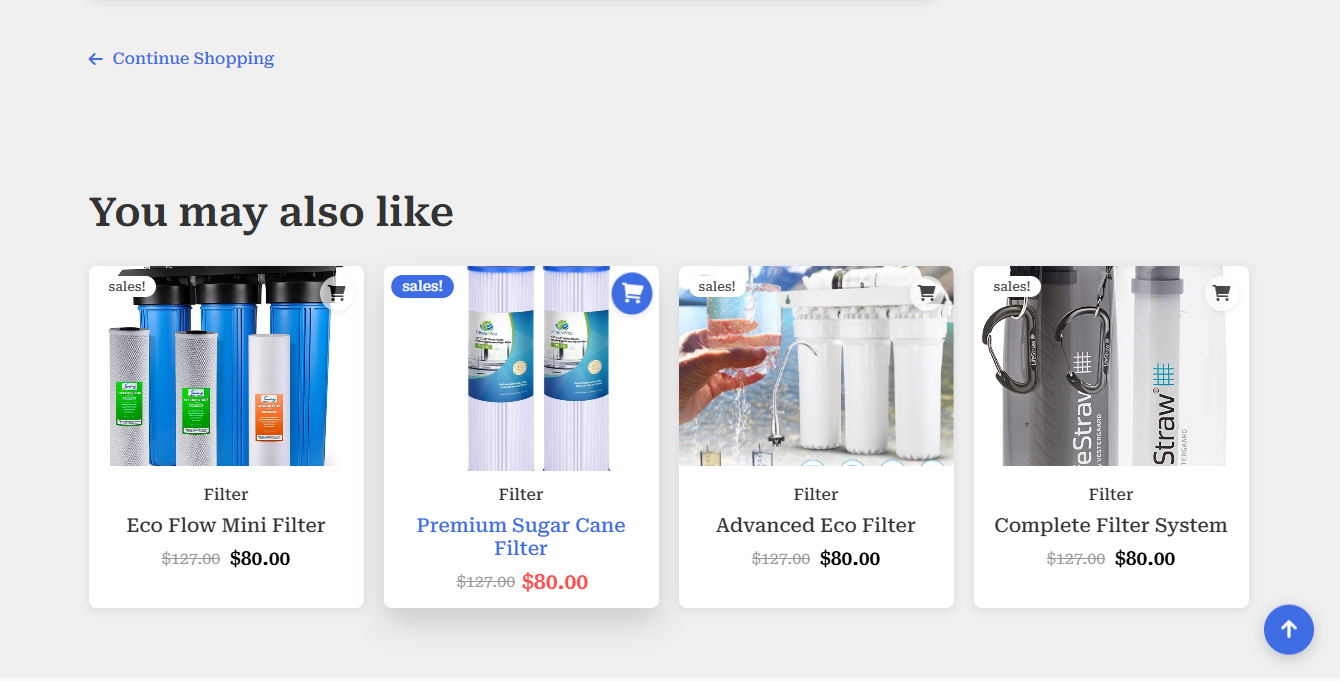 Continue Shopping
You may also like
sales!
sales!
sales!
sales!
eStraw
VESTERGAARD
Straw®
TERGAARD
Filter
Filter
Filter
Filter
Eco Flow Mini Filter
Premium Sugar Cane
Filter
Advanced Eco Filter
Complete Filter System
$127.00 $80.00
$127.00 $80.00
$127.00 $80.00
$127.00 $80.00